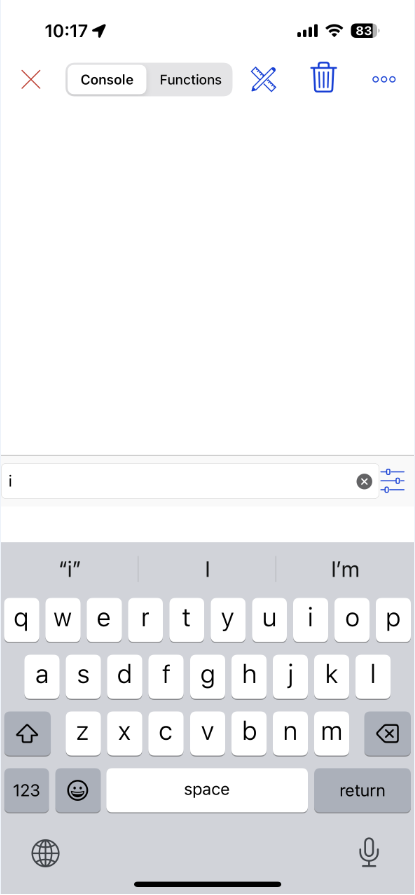 10:17
83
Console Functions
i
“i” I I’m
q w e r t y u i o p
a s d f g h j k l
z x c v b n m
123 space return